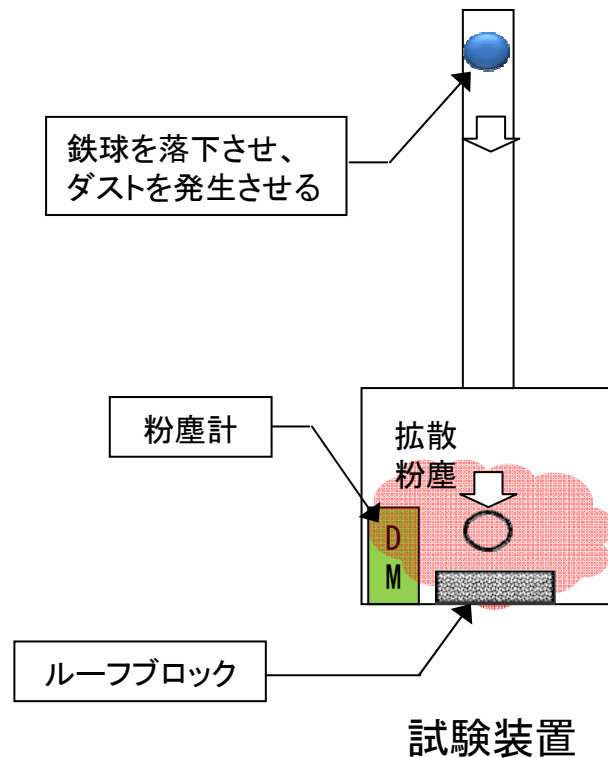 鉄球を落下させ、
ダストを発生させる
粉塵計
拡散
粉塵
D
M
ルーフブロック
試験装置